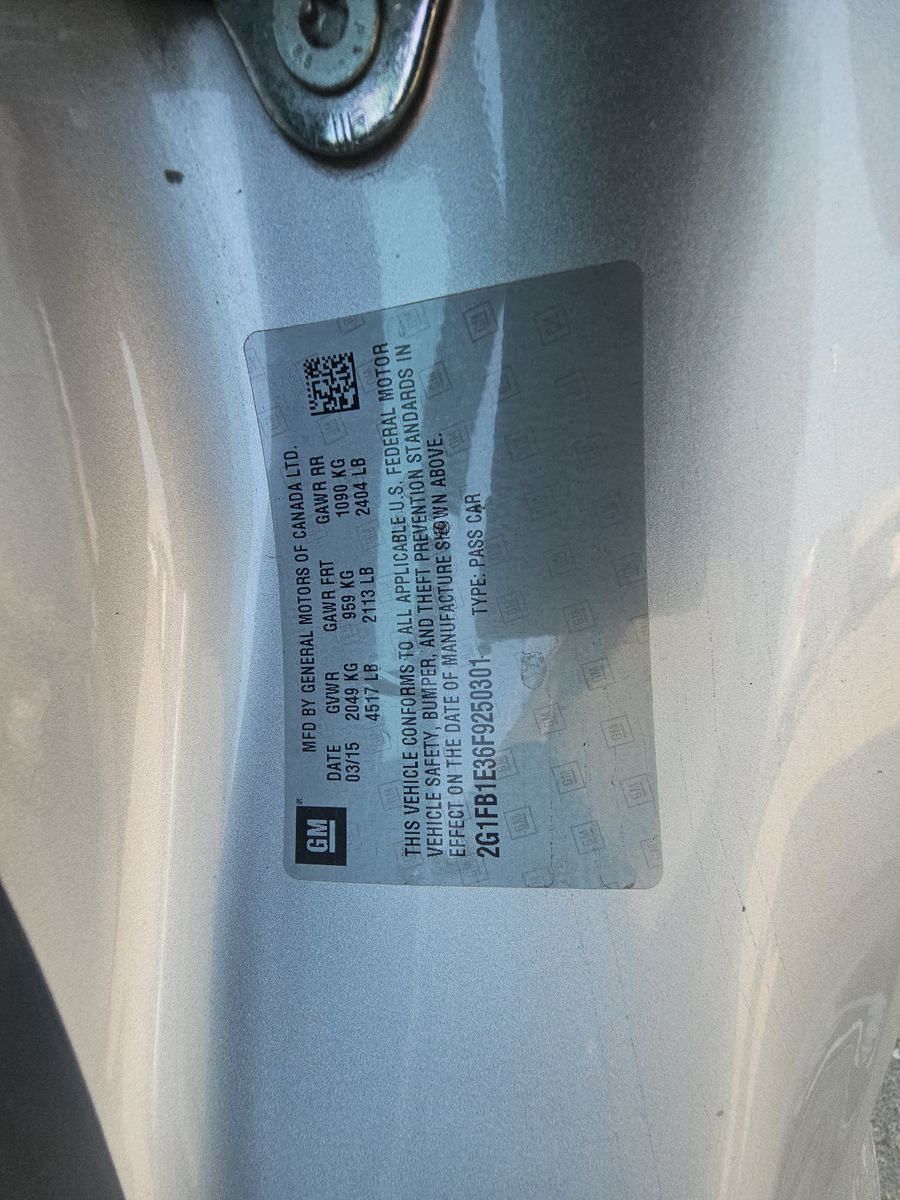 GM
MFD BY GENERAL MOTORS OF CANADA LTD.
DATE GVWR GAWR FRT GAWR RR
03/15 2049 KG 959 KG 1090 KG
4517 LB 2113 LB 2404 LB
THIS VEHICLE CONFORMS TO ALL APPLICABLE U.S. FEDERAL MOTOR
VEHICLE SAFETY, BUMPER, AND THEFT PREVENTION STANDARDS IN
EFFECT ON THE DATE OF MANUFACTURE SHOWN ABOVE.
2G1FB1E36F9250301 TYPE: PASS CAR